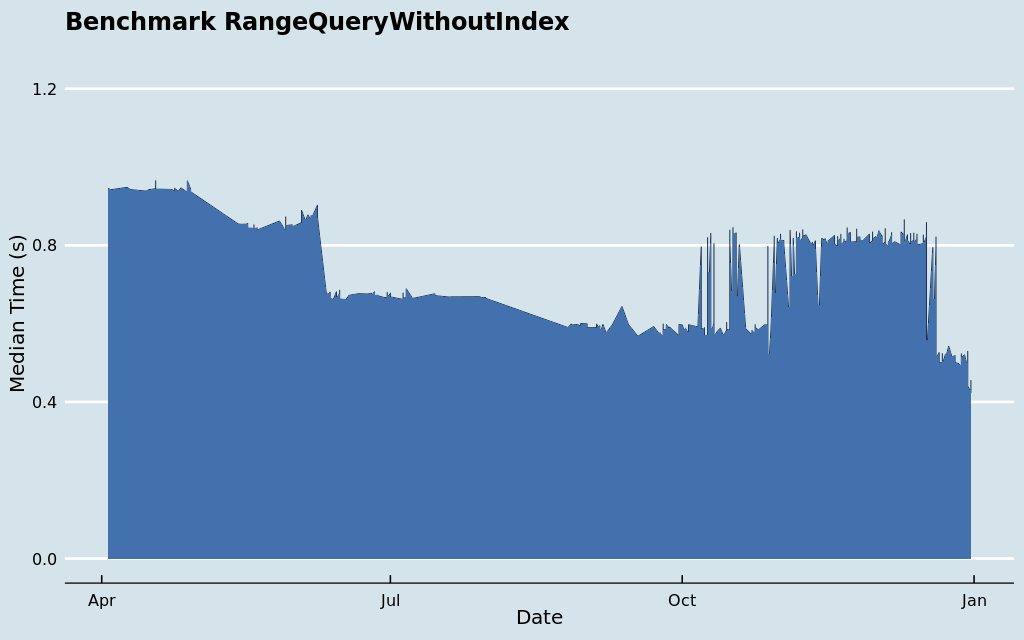 Benchmark RangeQueryWithoutIndex
Median Time (s)
1.2
0.8
0.4
0.0
Apr
Jul
Oct
Jan
Date